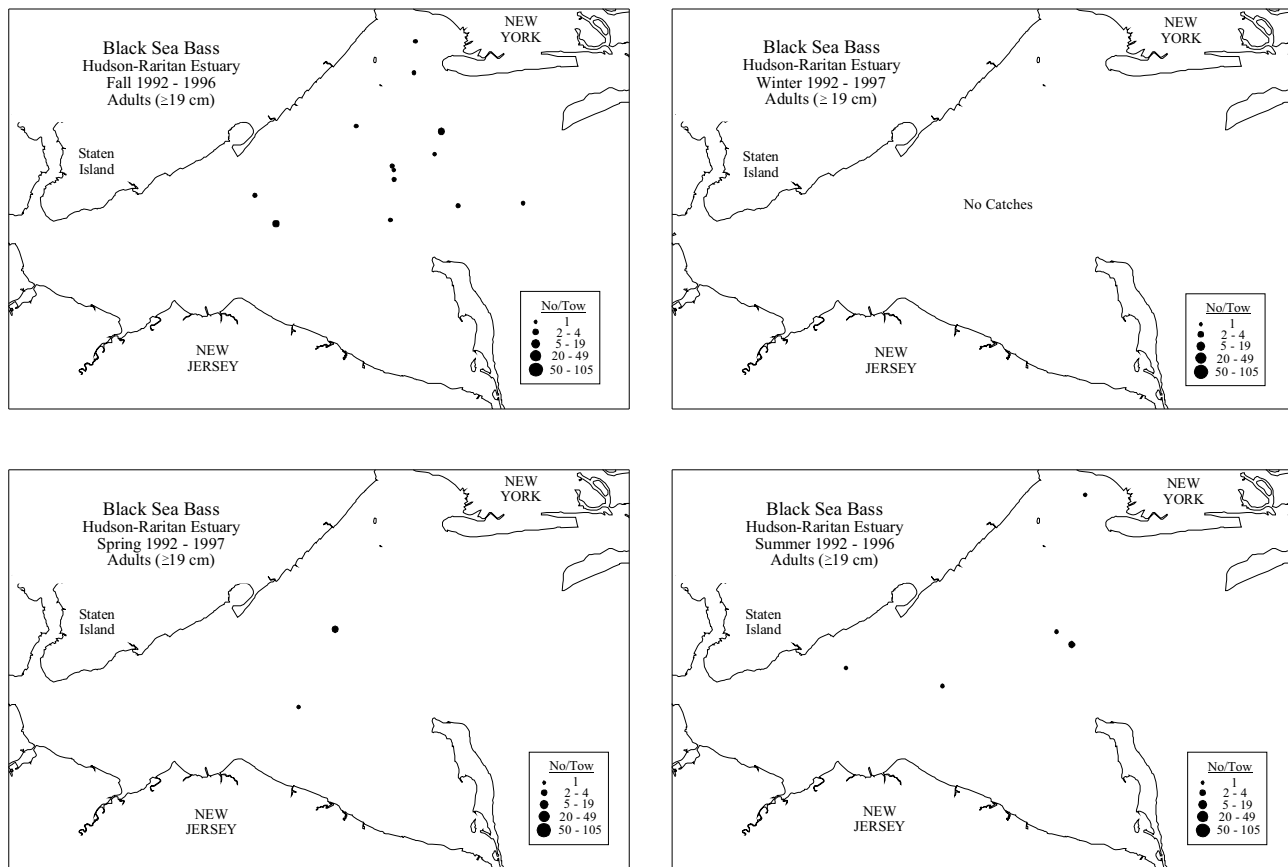 Black Sea Bass
Hudson-Raritan Estuary
Fall 1992 - 1996
Adults (≥19 cm)
NEW
YORK
Staten
Island
NEW
JERSEY
No/Tow
1
2 - 4
5 - 19
20 - 49
50 - 105
Black Sea Bass
Hudson-Raritan Estuary
Winter 1992 - 1997
Adults (≥ 19 cm)
NEW
YORK
Staten
Island
No Catches
NEW
JERSEY
No/Tow
1
2 - 4
5 - 19
20 - 49
50 - 105
Black Sea Bass
Hudson-Raritan Estuary
Spring 1992 - 1997
Adults (≥19 cm)
NEW
YORK
Staten
Island
NEW
JERSEY
No/Tow
1
2 - 4
5 - 19
20 - 49
50 - 105
Black Sea Bass
Hudson-Raritan Estuary
Summer 1992 - 1996
Adults (≥19 cm)
NEW
YORK
Staten
Island
NEW
JERSEY
No/Tow
1
2 - 4
5 - 19
20 - 49
50 - 105